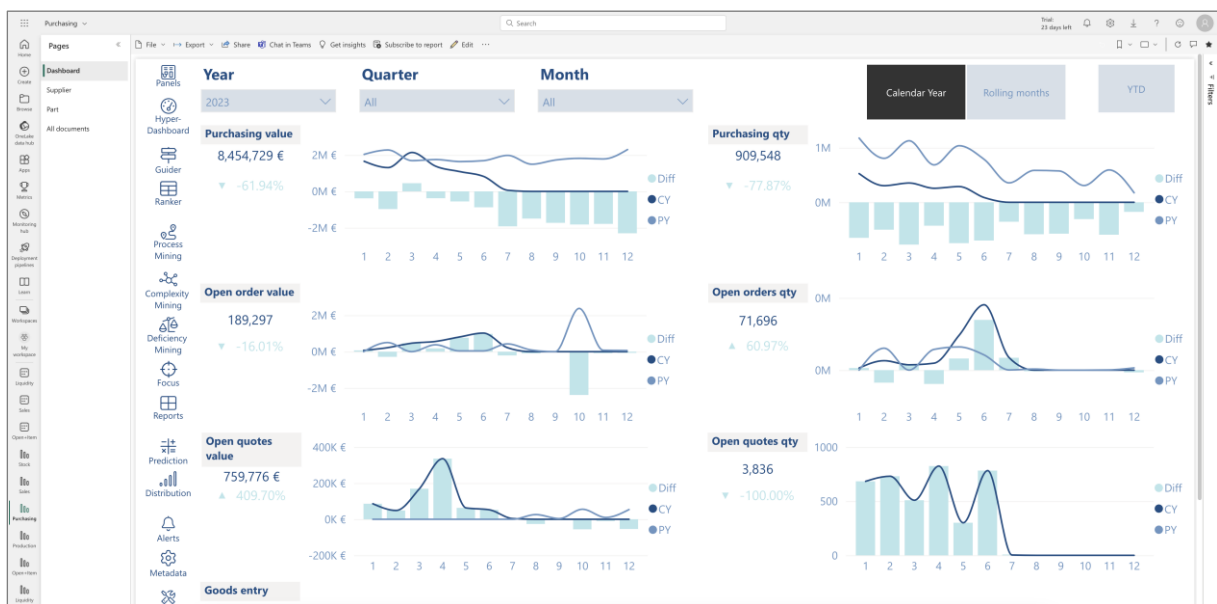 Purchasing
Search
Trial:
23 days left
Home
Create
Browse
OneLake
data hub
Apps
Metrics
Monitoring
hub
Deployment
pipelines
Learn
Workspaces
My
workspace
Liquidity
Sales
Open-Item
Stock
Sales
Purchasing
Production
Open-Item
Liquidity
Pages
Dashboard
Supplier
Part
All documents
File
Export
Share
Chat in Teams
Get insights
Subscribe to report
Edit
Filters
Panels
Hyper-
Dashboard
Guider
Ranker
Process
Mining
Complexity
Mining
Deficiency
Mining
Focus
Reports
Prediction
Distribution
Alerts
Metadata
Year
2023
Quarter
All
Month
All
Calendar Year
Rolling months
YTD
Purchasing value
8,454,729 €
▼ -61.94%
2M €
0M €
-2M €
1 2 3 4 5 6 7 8 9 10 11 12
Diff
CY
PY
Purchasing qty
909,548
▼ -77.87%
1M
0M
1 2 3 4 5 6 7 8 9 10 11 12
Diff
CY
PY
Open order value
189,297
▼ -16.01%
2M €
0M €
-2M €
1 2 3 4 5 6 7 8 9 10 11 12
Diff
CY
PY
Open orders qty
71,696
▲ 60.97%
0M
0M
1 2 3 4 5 6 7 8 9 10 11 12
Diff
CY
PY
Open quotes
value
759,776 €
▲ 409.70%
400K €
200K €
0K €
-200K €
1 2 3 4 5 6 7 8 9 10 11 12
Diff
CY
PY
Open quotes qty
3,836
▼ -100.00%
1000
500
0
1 2 3 4 5 6 7 8 9 10 11 12
Diff
CY
PY
Goods entry